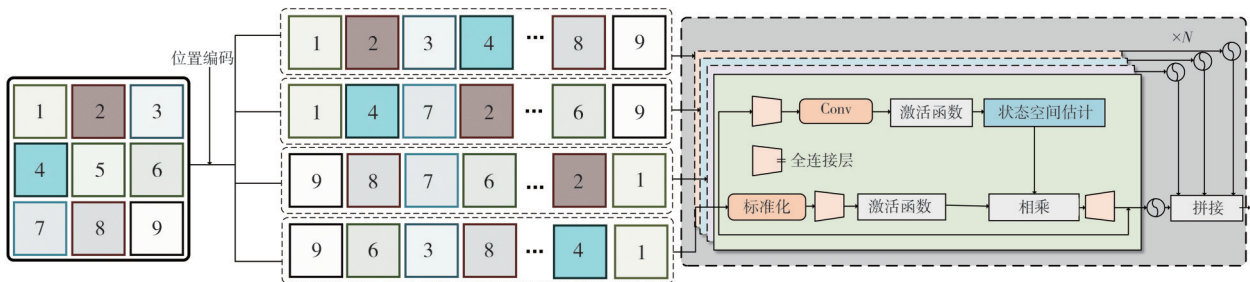 位置编码
1 2 3
4 5 6
7 8 9
1 2 3 4 ... 8 9
1 4 7 2 ... 6 9
9 8 7 6 ... 2 1
9 6 3 8 ... 4 1
×N
Conv 激活函数 状态空间估计
= 全连接层
标准化 激活函数 相乘 拼接